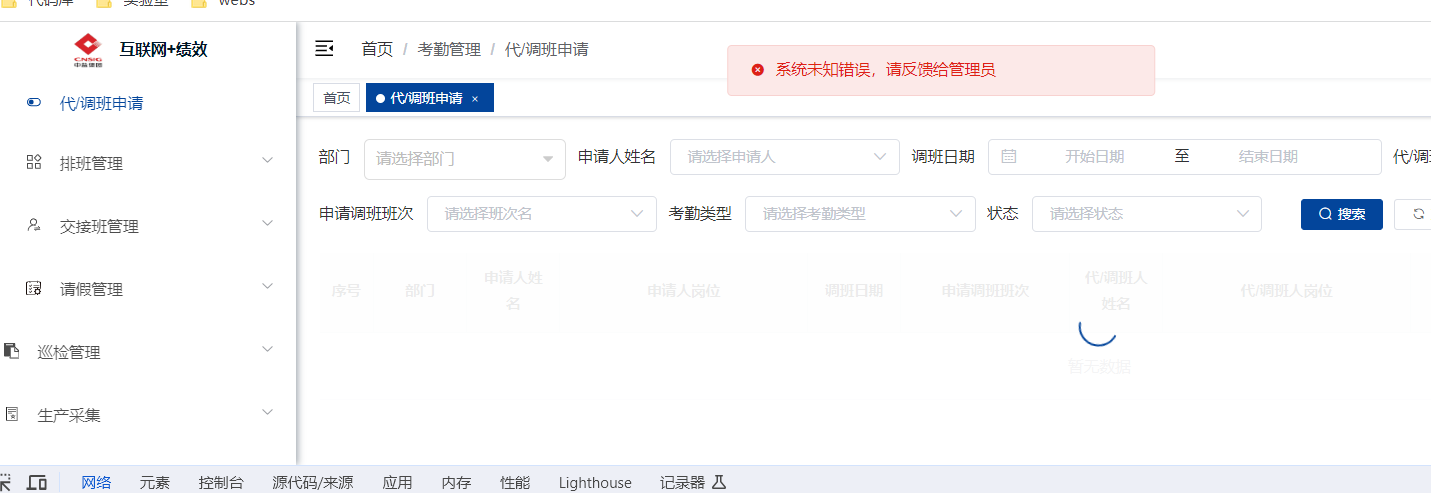 代码库 实验室 webs
CNSIG
中盐集团
互联网+绩效
首页 / 考勤管理 / 代/调班申请
系统未知错误，请反馈给管理员
首页 代/调班申请 ×
代/调班申请
排班管理
交接班管理
请假管理
巡检管理
生产采集
部门 请选择部门 申请人姓名 请选择申请人 调班日期 开始日期 至 结束日期 代/调
申请调班班次 请选择班次名 考勤类型 请选择考勤类型 状态 请选择状态 搜索
序号 部门 申请人姓名 申请人岗位 调班日期 申请调班班次 代/调班人姓名 代/调班人岗位
暂无数据
网络 元素 控制台 源代码/来源 应用 内存 性能 Lighthouse 记录器